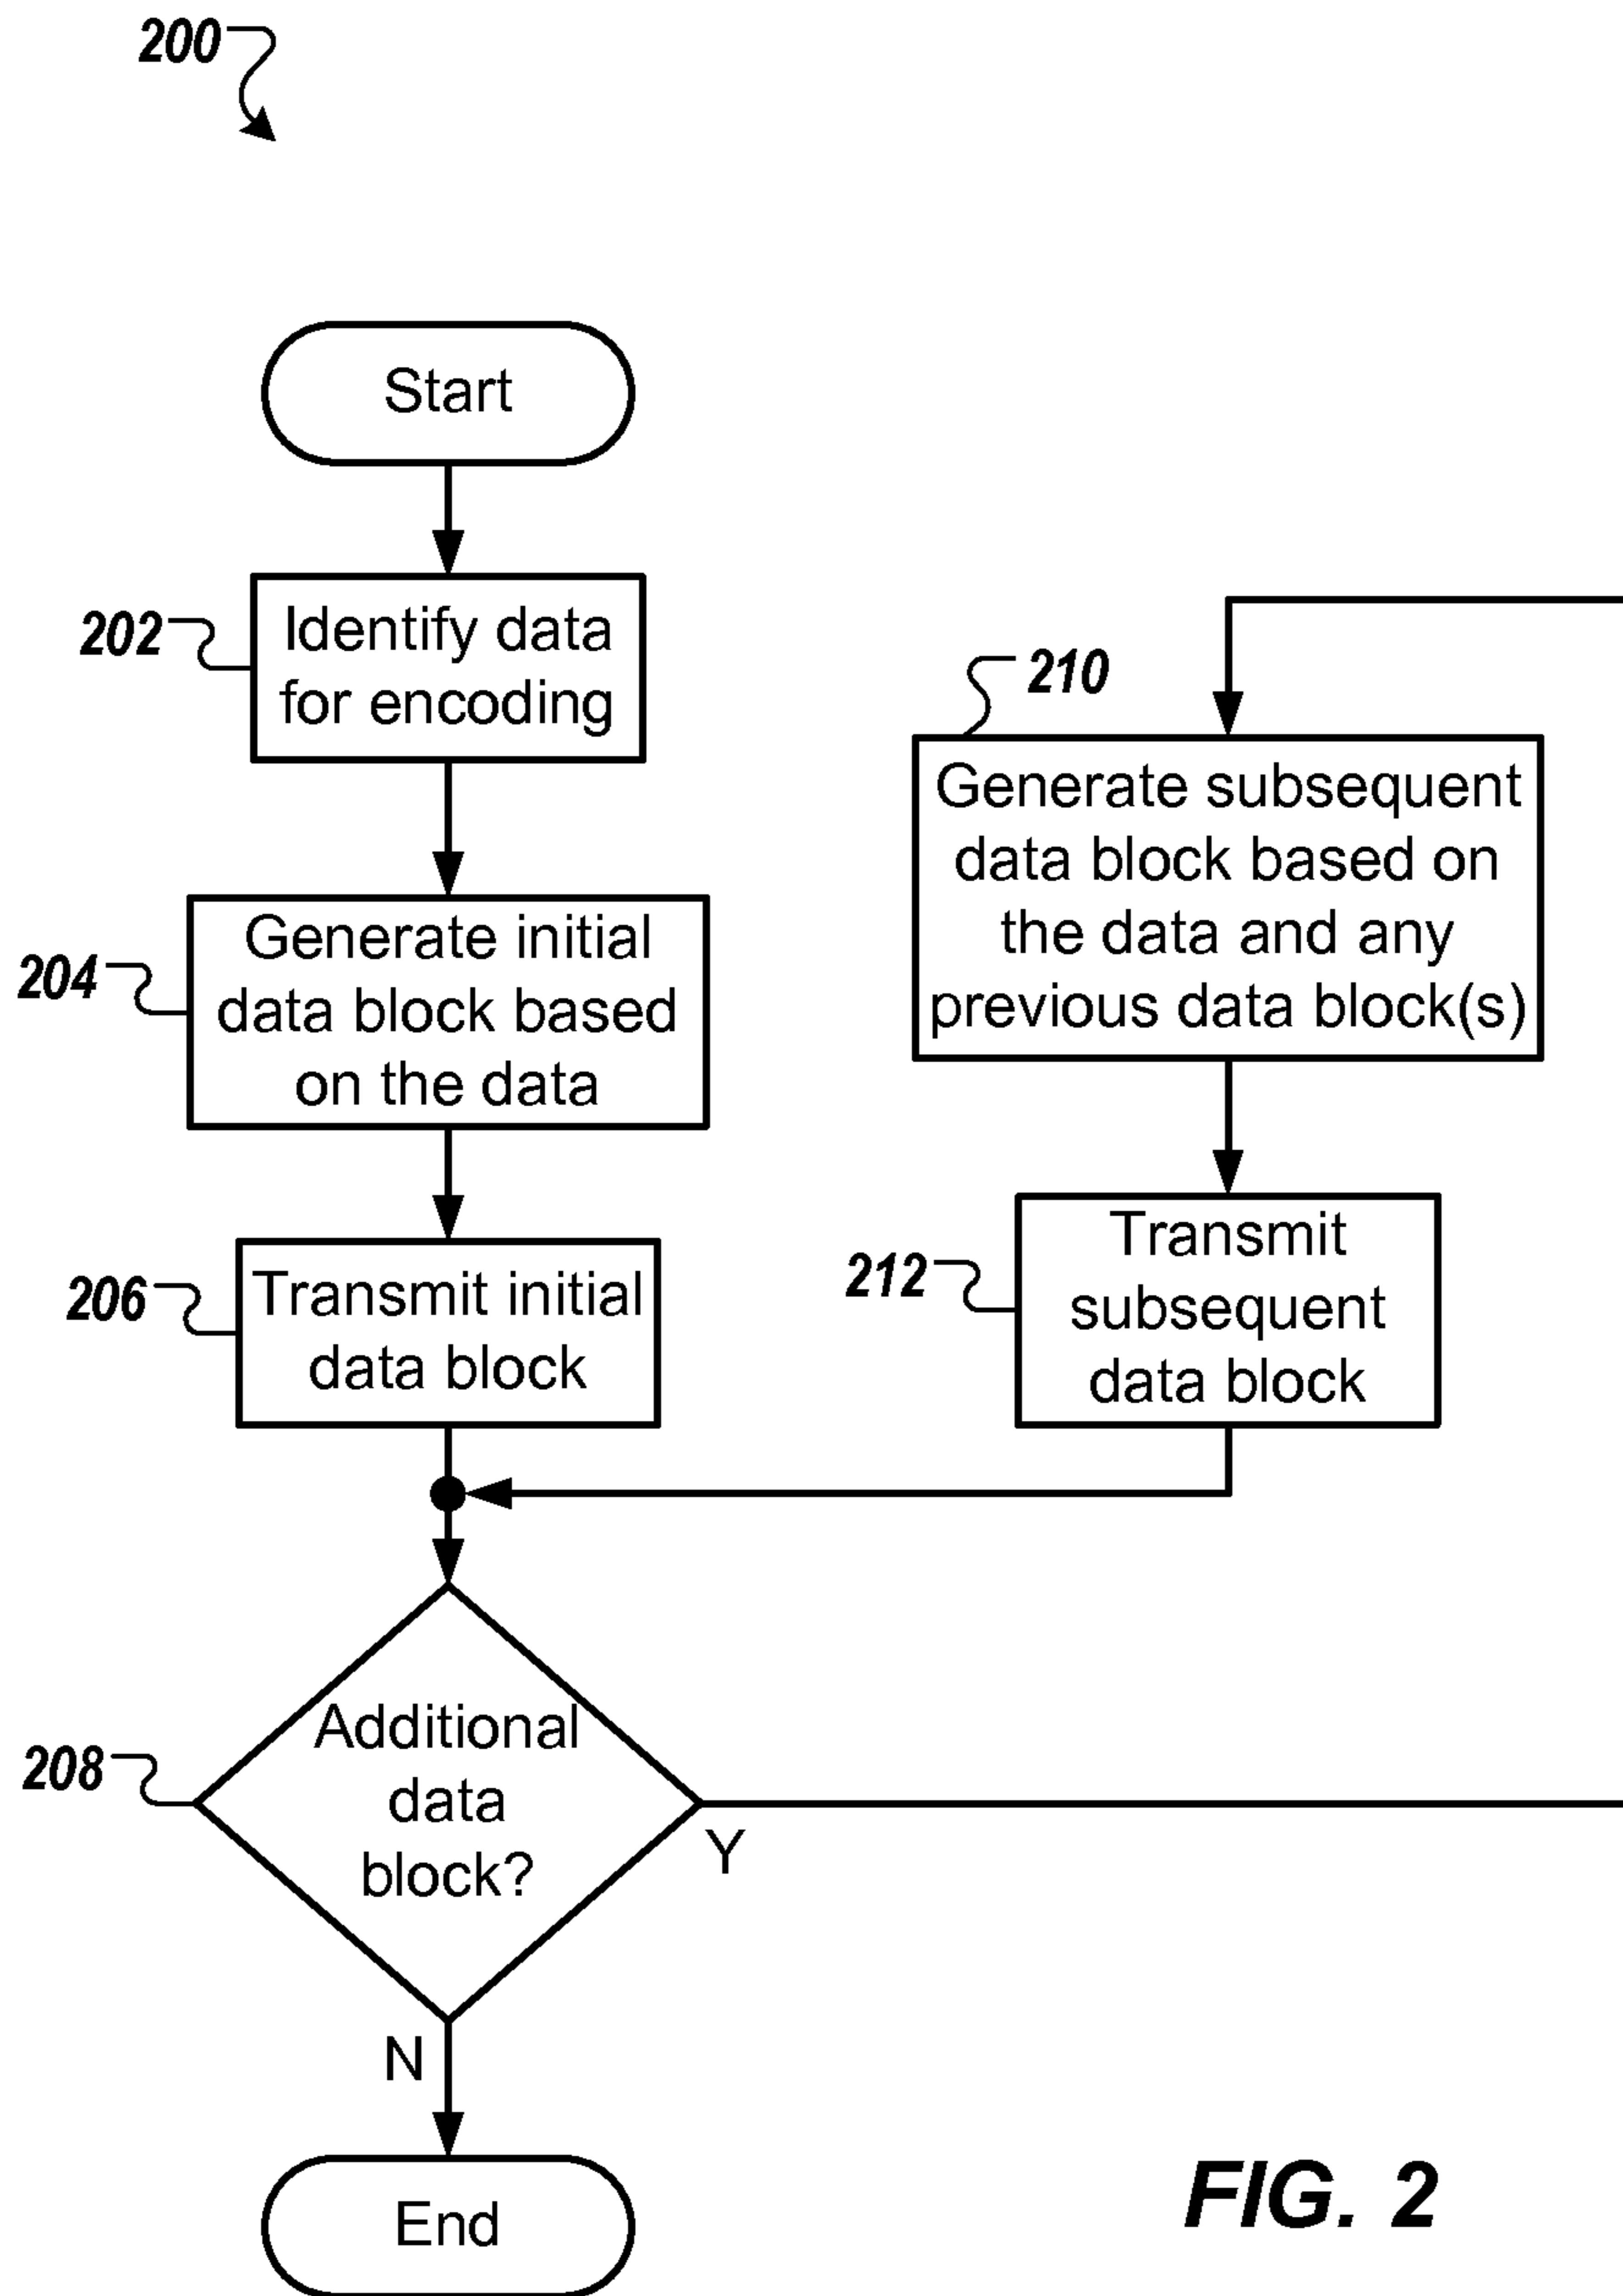 200
Start
202
Identify data
for encoding
204
Generate initial
data block based
on the data
206
Transmit initial
data block
208
Additional
data
block?
Y
N
End
210
Generate subsequent
data block based on
the data and any
previous data block(s)
212
Transmit
subsequent
data block
FIG. 2